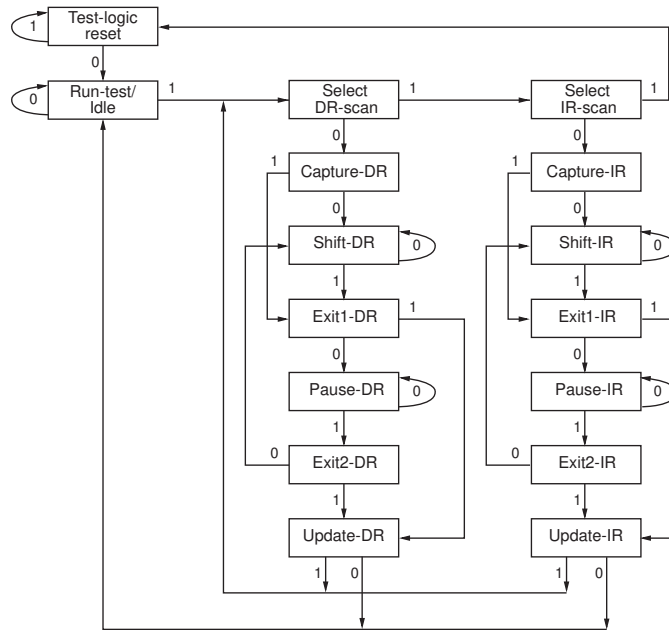 Test-logic
reset
1
0
Run-test/
Idle
0
1
Select
DR-scan
1
Select
IR-scan
1
0
0
1
Capture-DR
1
Capture-IR
0
0
Shift-DR
0
Shift-IR
0
1
1
Exit1-DR
1
Exit1-IR
1
0
0
Pause-DR
0
Pause-IR
0
1
1
0
Exit2-DR
0
Exit2-IR
1
1
Update-DR
Update-IR
1
0
1
0